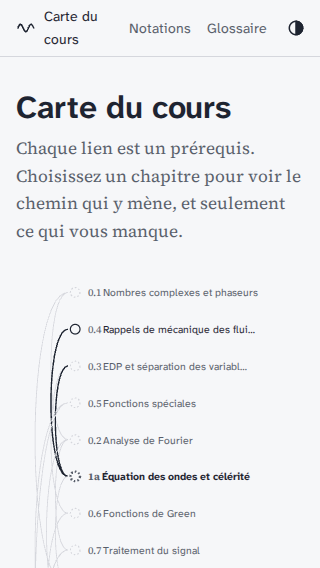 Carte du cours
Notations
Glossaire
Carte du cours
Chaque lien est un prérequis.
Choisissez un chapitre pour voir le
chemin qui y mène, et seulement
ce qui vous manque.
0.1 Nombres complexes et phaseurs
0.4 Rappels de mécanique des flui...
0.3 EDP et séparation des variabl...
0.5 Fonctions spéciales
0.2 Analyse de Fourier
1a Équation des ondes et célérité
0.6 Fonctions de Green
0.7 Traitement du signal